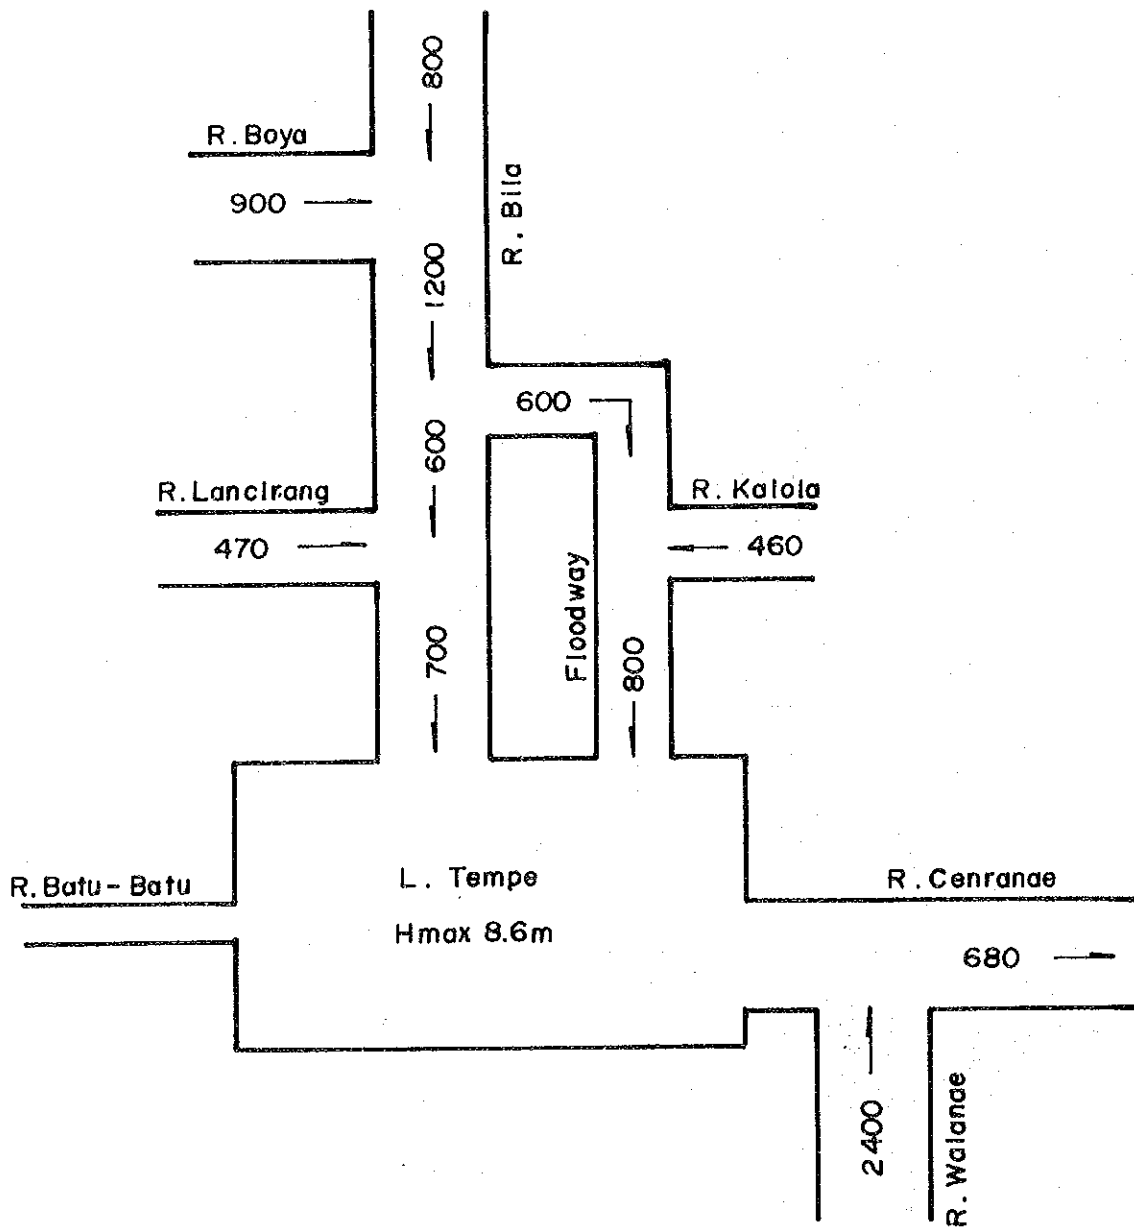 800
R. Boya
900
R. Bila
1200
600
600
R. Lancirang
R. Kalola
470
460
Floodway
700
800
R. Batu-Batu
L. Tempe
R. Cenranae
Hmax 8.6m
680
2400
R. Walanae